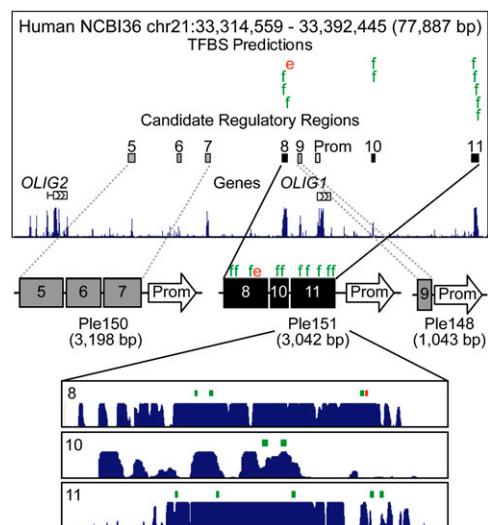 Human NCBI36 chr21:33,314,559 - 33,392,445 (77,887 bp)
TFBS Predictions
f e f f
f f f
f f
f f
f
Candidate Regulatory Regions
5 6 7 8 9 Prom 10 11
OLIG2 Genes OLIG1
ff fe ff ff ff
5 6 7 Prom 8 10 11 Prom 9 Prom
Ple150 Ple151 Ple148
(3,198 bp) (3,042 bp) (1,043 bp)
8
10
11